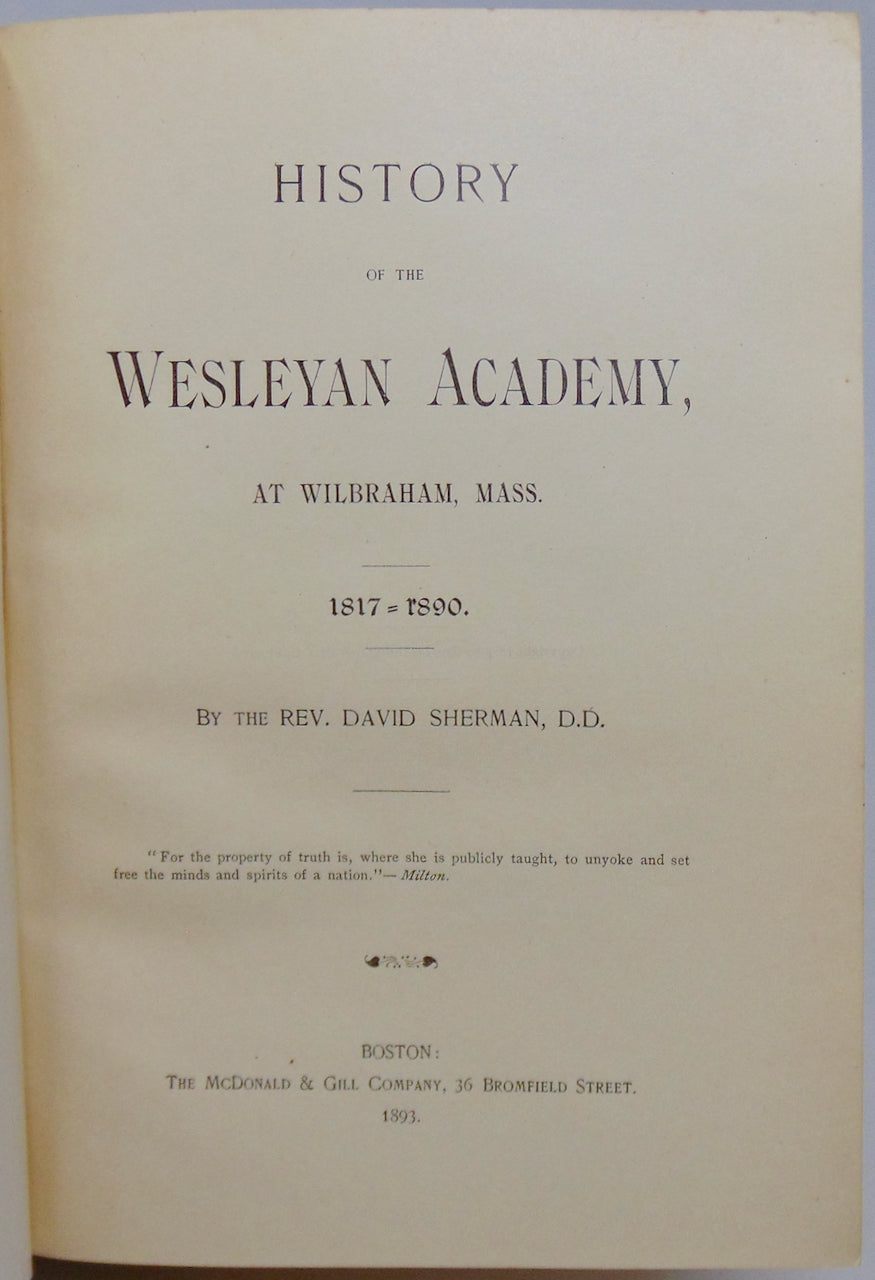 HISTORY
OF THE
WESLEYAN ACADEMY,
AT WILBRAHAM, MASS.
1817=1890.
BY THE REV. DAVID SHERMAN, D.D.
"For the property of truth is, where she is publicly taught, to unyoke and set
free the minds and spirits of a nation."—Milton.
BOSTON:
THE MCDONALD & GILL COMPANY, 36 BROMFIELD STREET.
1893.